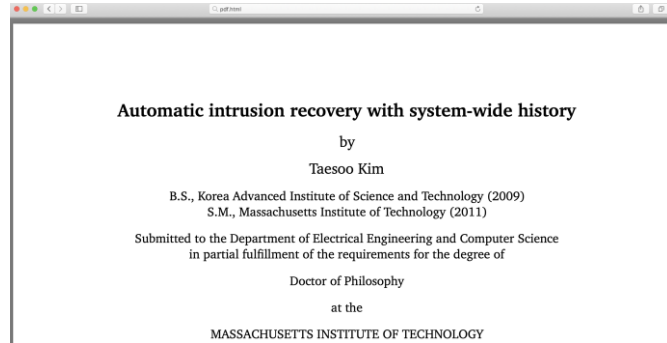 pdf.html
Automatic intrusion recovery with system-wide history
by
Taesoo Kim
B.S., Korea Advanced Institute of Science and Technology (2009)
S.M., Massachusetts Institute of Technology (2011)
Submitted to the Department of Electrical Engineering and Computer Science
in partial fulfillment of the requirements for the degree of
Doctor of Philosophy
at the
MASSACHUSETTS INSTITUTE OF TECHNOLOGY